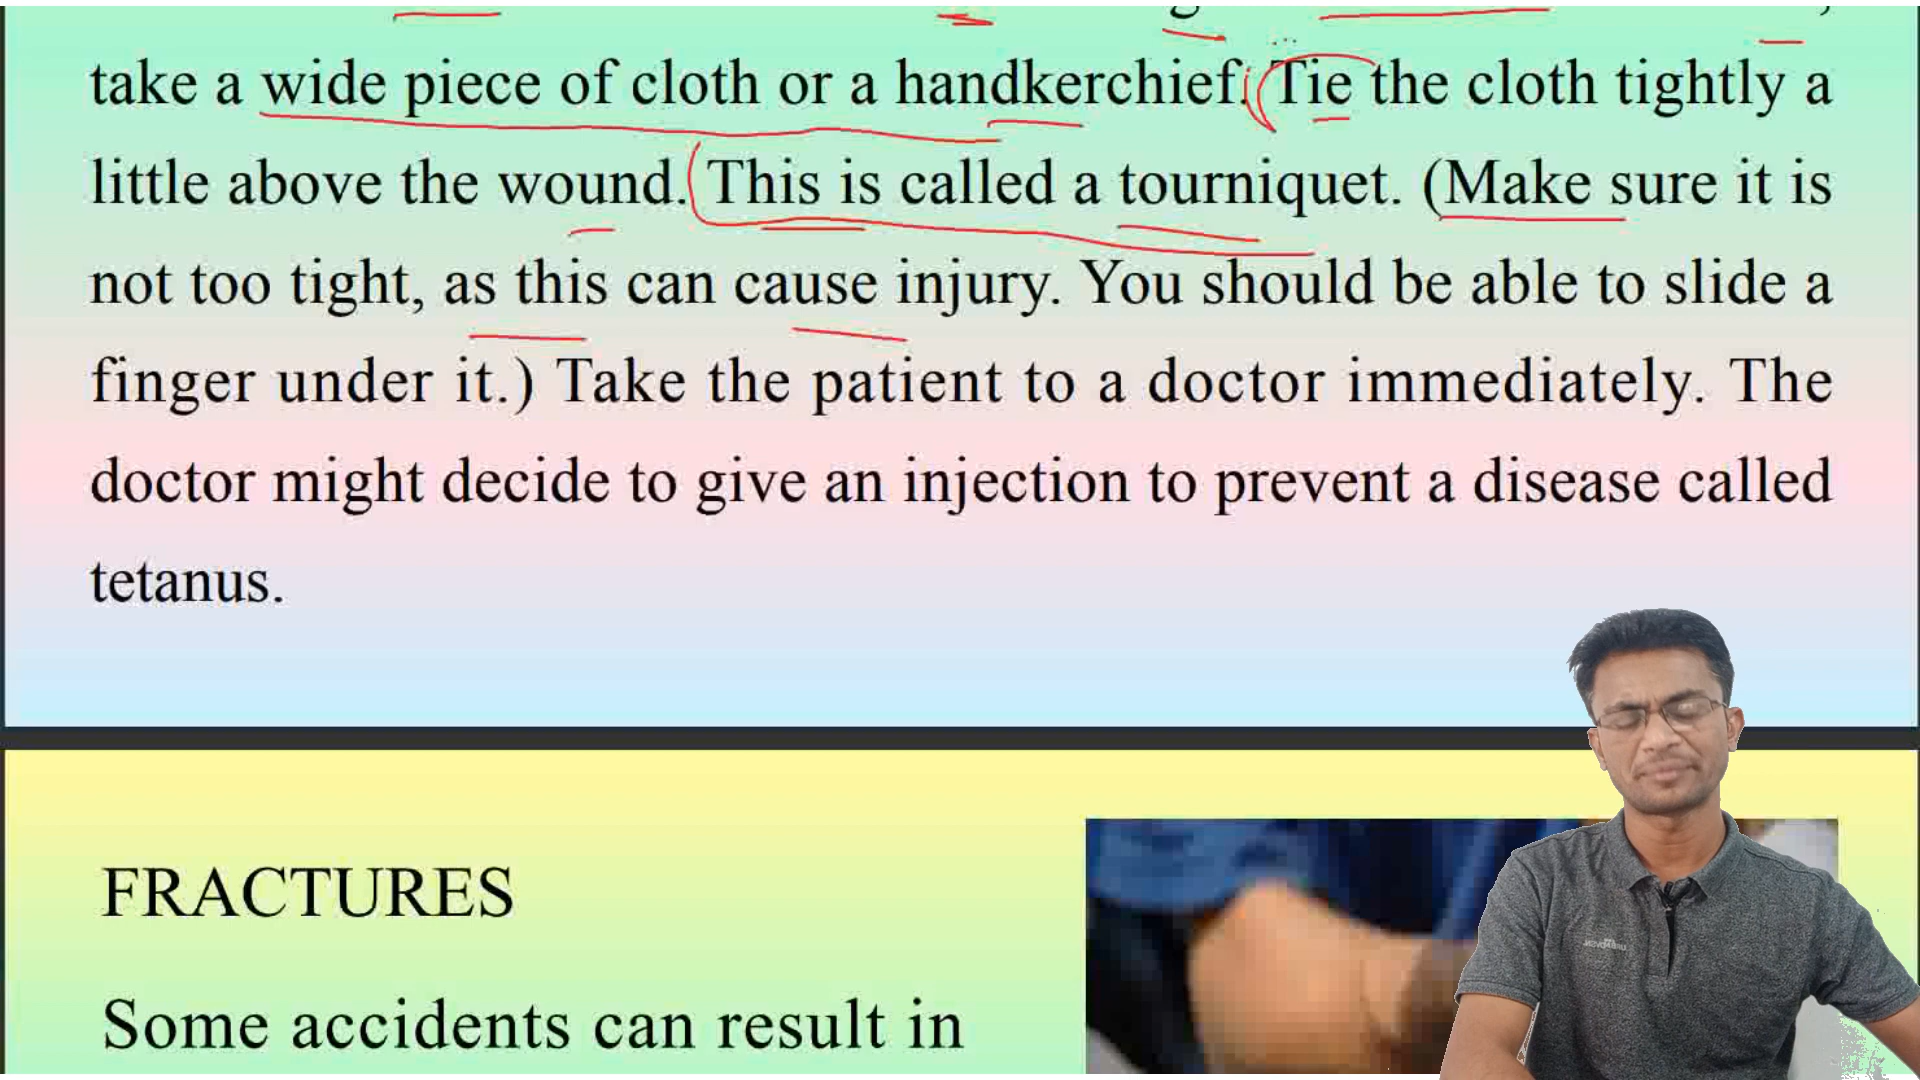 take a wide piece of cloth or a handkerchief. Tie the cloth tightly a
little above the wound. This is called a tourniquet. (Make sure it is
not too tight, as this can cause injury. You should be able to slide a
finger under it.) Take the patient to a doctor immediately. The
doctor might decide to give an injection to prevent a disease called
tetanus.
FRACTURES
Some accidents can result in